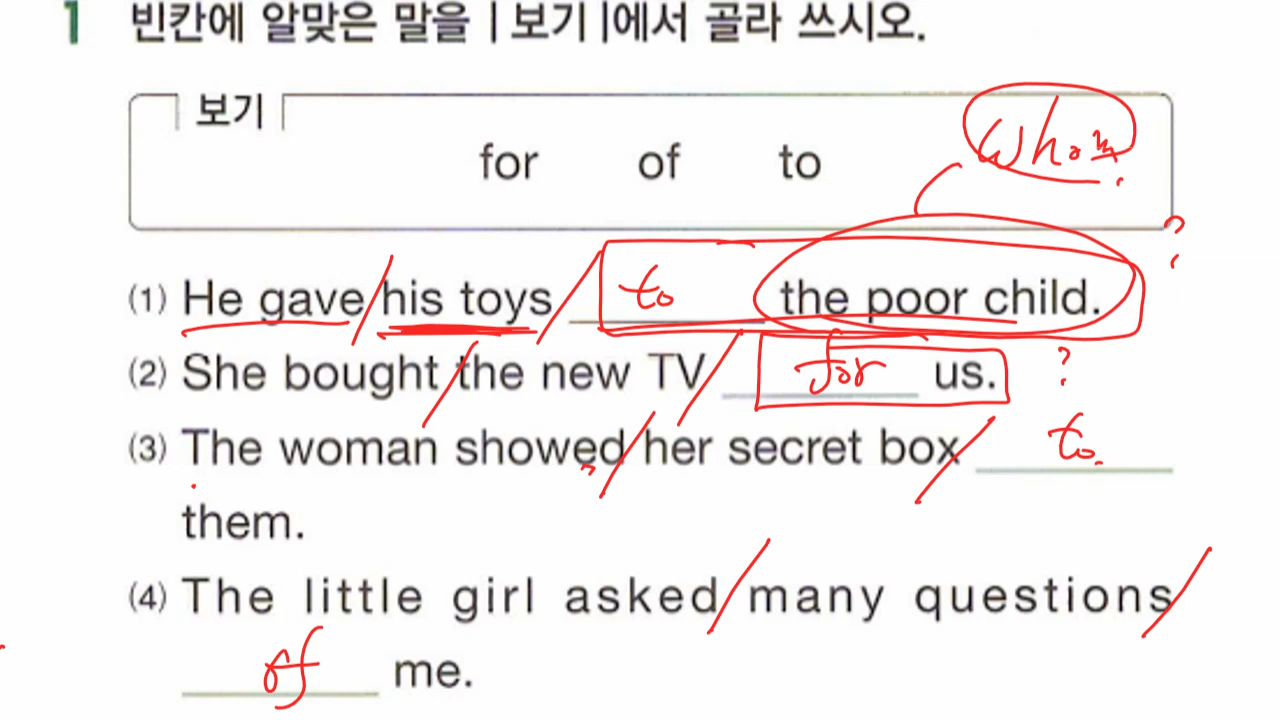 1 빈칸에 알맞은 말을 | 보기 |에서 골라 쓰시오.
보기
whom?
for of to
(1) He gave his toys to the poor child. ?
(2) She bought the new TV for us. ?
(3) The woman showed her secret box to
them.
(4) The little girl asked many questions
of me.